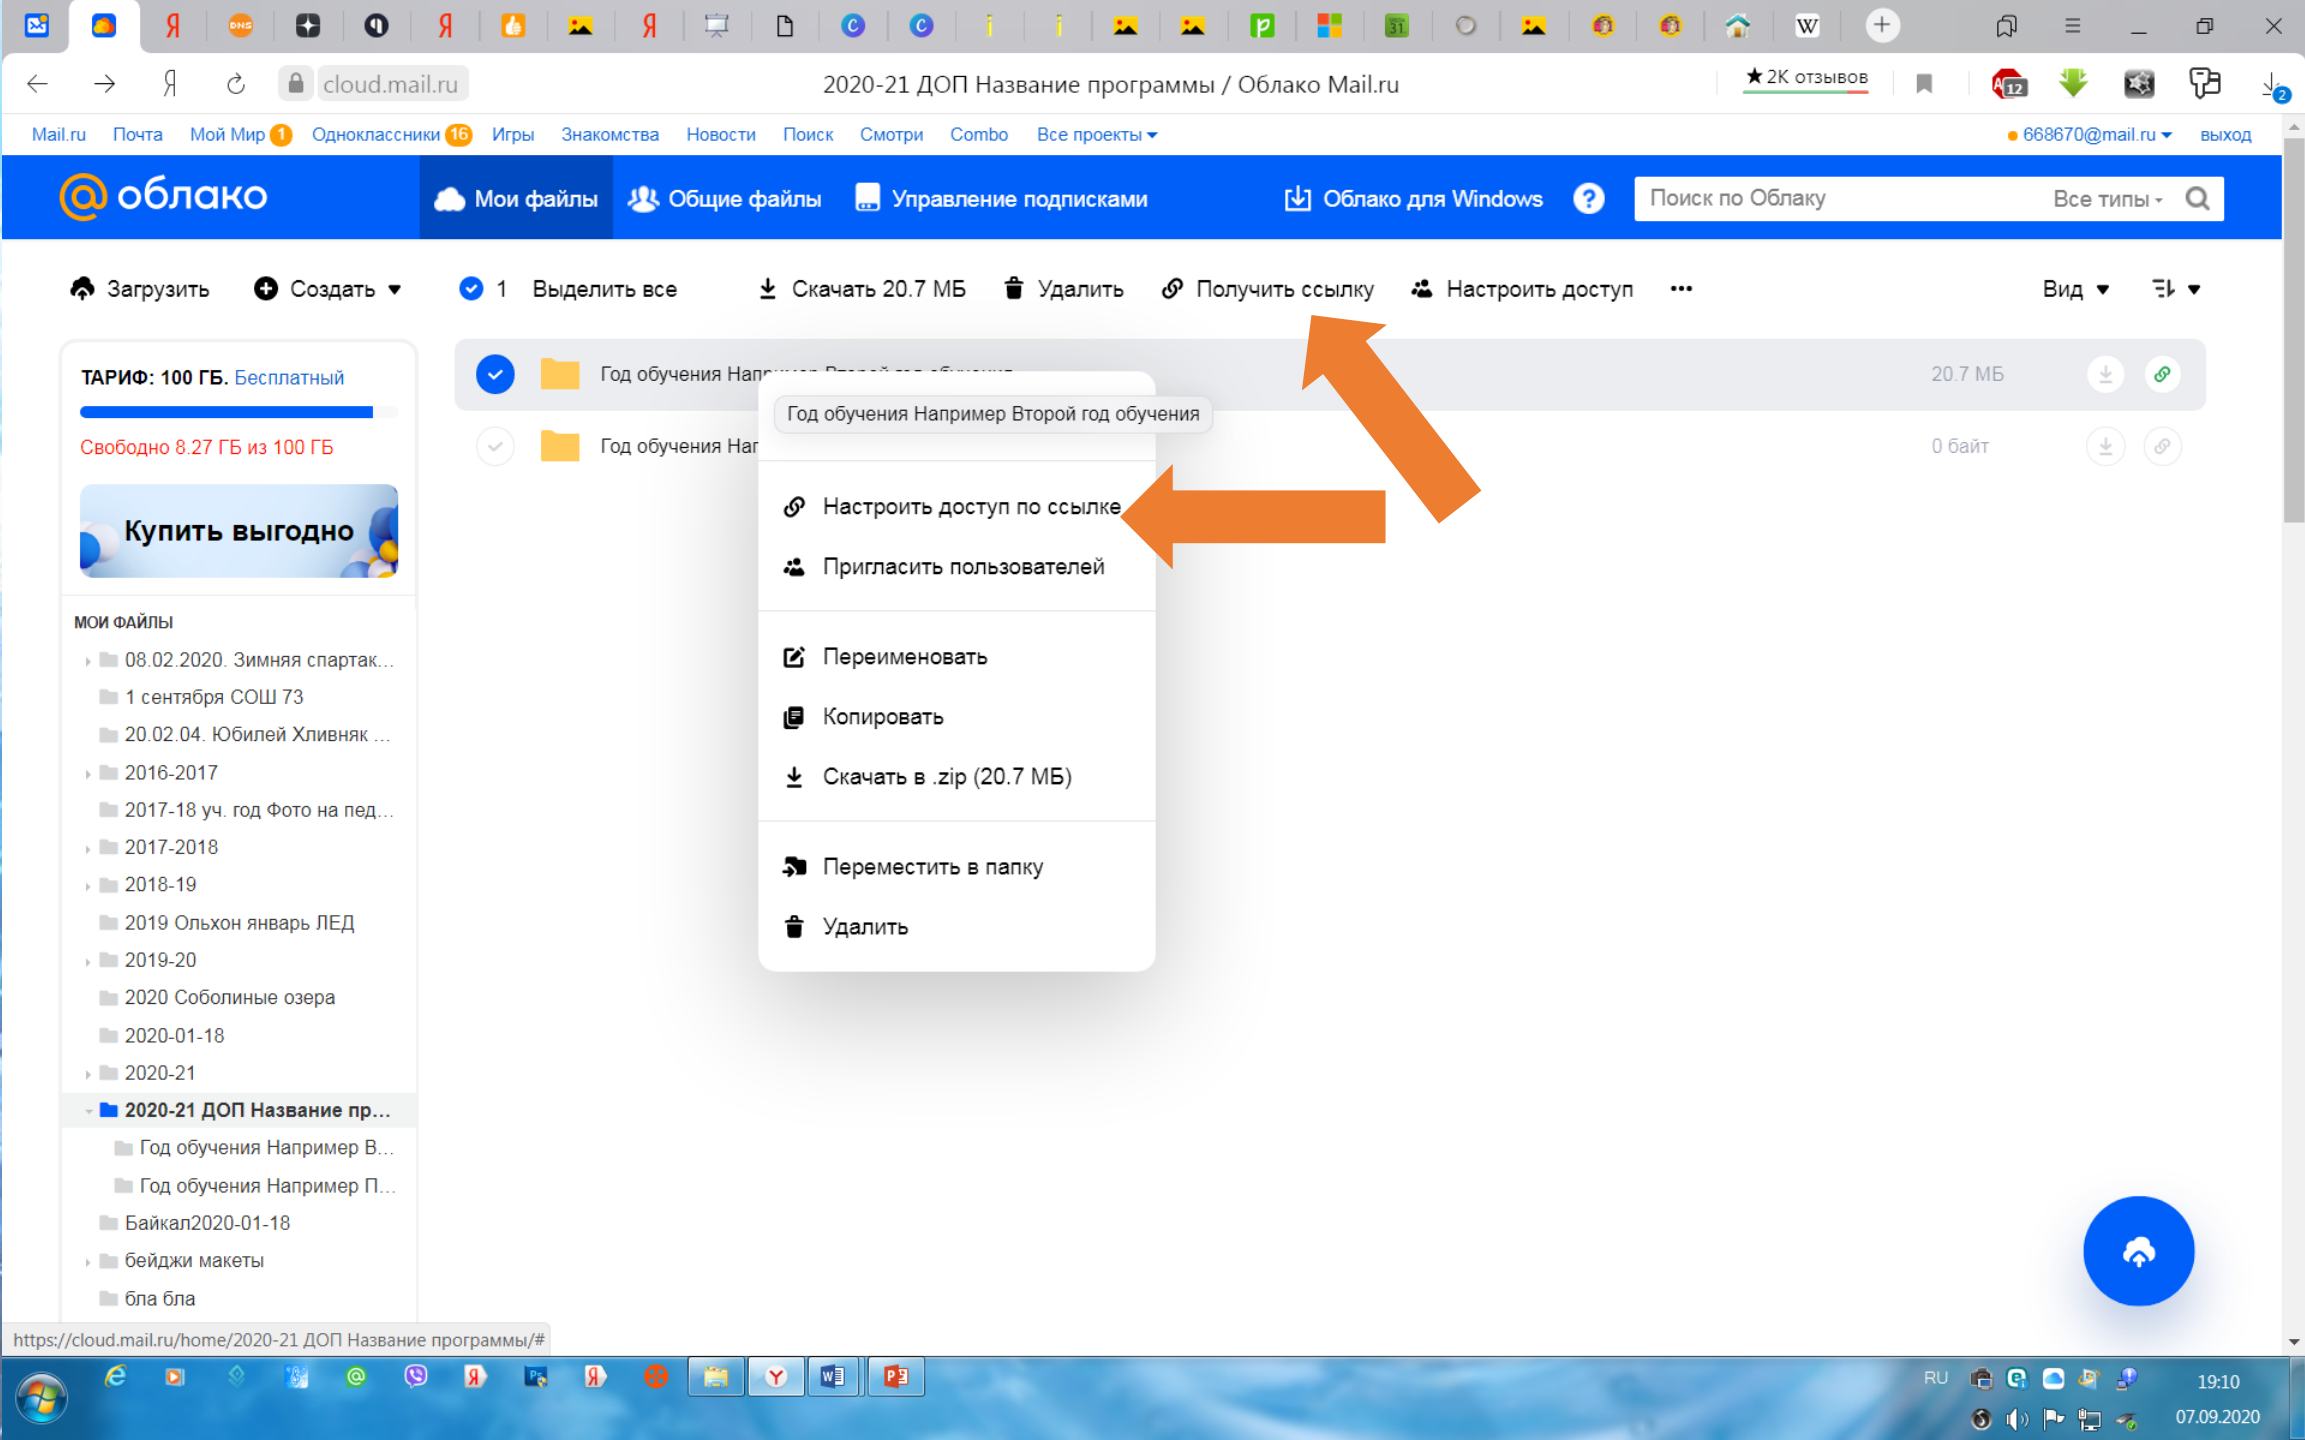 cloud.mail.ru
2020-21 ДОП Название программы / Облако Mail.ru
★ 2K отзывов
12
2
Mail.ru Почта Мой Мир 1 Одноклассники 16 Игры Знакомства Новости Поиск Смотри Combo Все проекты
668670@mail.ru выход
@ облако
Мои файлы Общие файлы Управление подписками
Облако для Windows ? Поиск по Облаку Все типы
Загрузить Создать 1 Выделить все Скачать 20.7 МБ Удалить Получить ссылку Настроить доступ ••• Вид
ТАРИФ: 100 ГБ. Бесплатный
Свободно 8.27 ГБ из 100 ГБ
Купить выгодно
20.7 МБ
Год обучения Например Второй год обучения
Год обучения Например Второй год обучения
Год обучения
0 байт
Настроить доступ по ссылке
Пригласить пользователей
Переименовать
Копировать
Скачать в .zip (20.7 МБ)
Переместить в папку
Удалить
МОИ ФАЙЛЫ
08.02.2020. Зимняя спартак...
1 сентября СОШ 73
20.02.04. Юбилей Хливняк ...
2016-2017
2017-18 уч. год Фото на пед...
2017-2018
2018-19
2019 Ольхон январь ЛЕД
2019-20
2020 Соболиные озера
2020-01-18
2020-21
2020-21 ДОП Название пр...
Год обучения Например В...
Год обучения Например П...
Байкал2020-01-18
бейджи макеты
бла бла
https://cloud.mail.ru/home/2020-21 ДОП Название программы/#
RU
19:10
07.09.2020